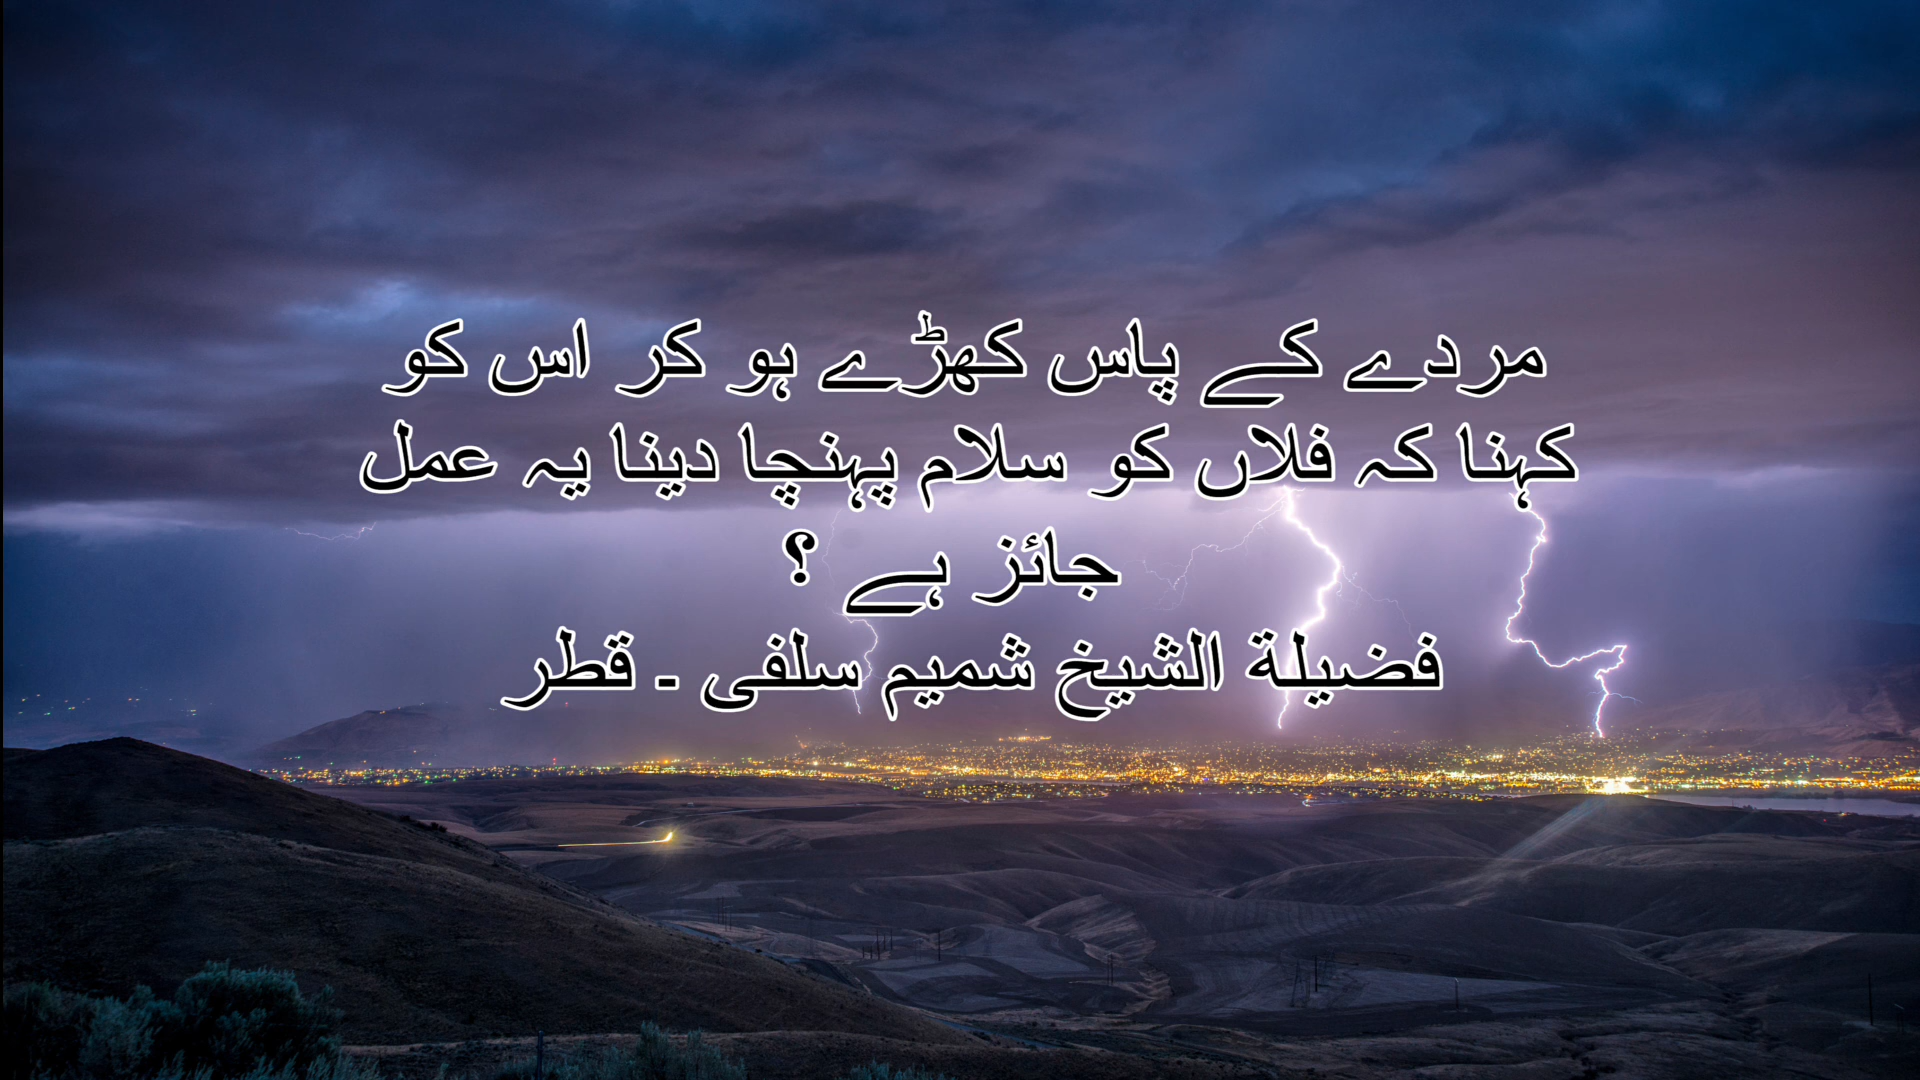 مردے کے پاس کھڑے ہو کر اس کو
کہنا کہ فلاں کو سلام پہنچا دینا یہ عمل
جائز ہے ؟
فضیلة الشیخ شمیم سلفی ۔ قطر